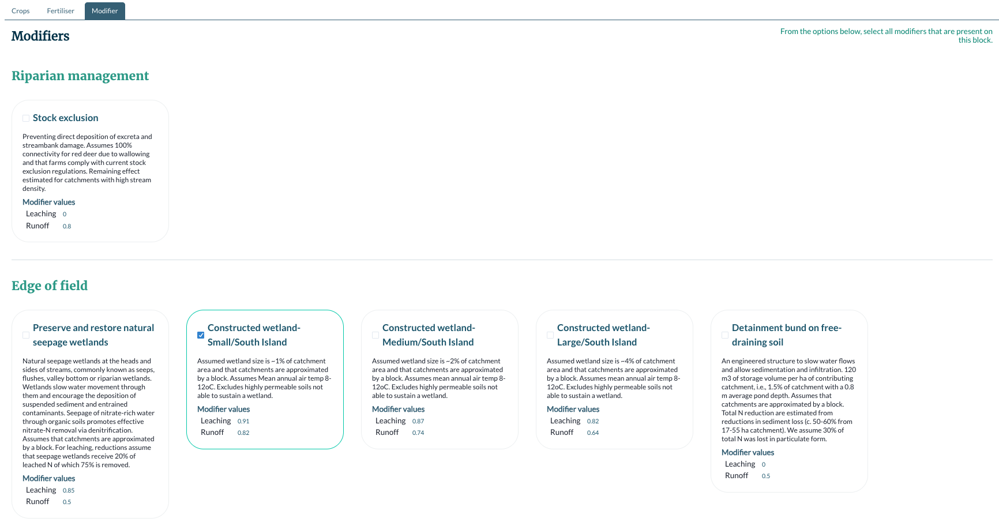 Crops
Fertiliser
Modifier
Modifiers
From the options below, select all modifiers that are present on
this block.
Riparian management
Stock exclusion
Preventing direct deposition of excreta and
streambank damage. Assumes 100%
connectivity for red deer due to wallowing
and that farms comply with current stock
exclusion regulations. Remaining effect
estimated for catchments with high stream
density.
Modifier values
Leaching 0
Runoff 0.8
Edge of field
Preserve and restore natural
seepage wetlands
Natural seepage wetlands at the heads and
sides of streams, commonly known as seeps,
flushes, valley bottom or riparian wetlands.
Wetlands slow water movement through
them and encourage the deposition of
suspended sediment and entrained
contaminants. Seepage of nitrate-rich water
through organic soils promotes effective
nitrate-N removal via denitrification.
Assumes that catchments are approximated
by a block. For leaching, reductions assume
that seepage wetlands receive 20% of
leached N of which 75% is removed.
Modifier values
Leaching 0.85
Runoff 0.5
Constructed wetland-
Small/South Island
Assumed wetland size is ~1% of catchment
area and that catchments are approximated
by a block. Assumes Mean annual air temp 8-
12oC. Excludes highly permeable soils not
able to sustain a wetland.
Modifier values
Leaching 0.91
Runoff 0.82
Constructed wetland-
Medium/South Island
Assumed wetland size is ~2% of catchment
area and that catchments are approximated
by a block. Assumes mean annual air temp 8-
12oC. Excludes highly permeable soils not
able to sustain a wetland.
Modifier values
Leaching 0.87
Runoff 0.74
Constructed wetland-
Large/South Island
Assumed wetland size is ~4% of catchment
area and that catchments are approximated
by a block. Assumes mean annual air temp 8-
12oC. Excludes highly permeable soils not
able to sustain a wetland.
Modifier values
Leaching 0.82
Runoff 0.64
Detainment bund on free-
draining soil
An engineered structure to slow water flows
and allow sedimentation and infiltration. 120
m3 of storage volume per ha of contributing
catchment, i.e., 1.5% of catchment with a 0.8
m average pond depth. Assumes that
catchments are approximated by a block.
Total N reduction are estimated from
reductions in sediment loss (c. 50-60% from
17-55 ha catchment). We assume 30% of
total N was lost in particulate form.
Modifier values
Leaching 0
Runoff 0.5